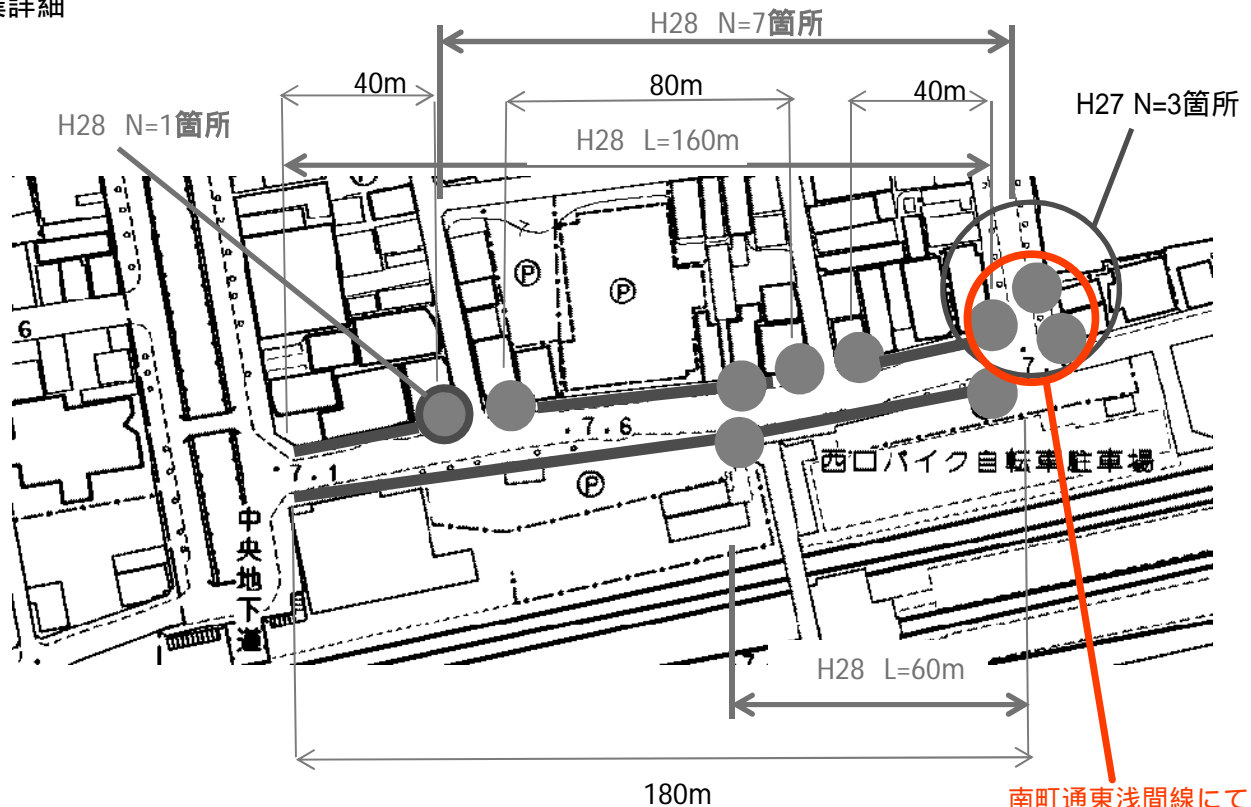 業詳細
H28 N=7箇所
40m
80m
40m
H27 N=3箇所
H28 N=1箇所
H28 L=160m
P
P
6
7
7.6
7.1
P
西口バイク自転車駐車場
中央地下道
H28 L=60m
180m
南町通東浅間線にて